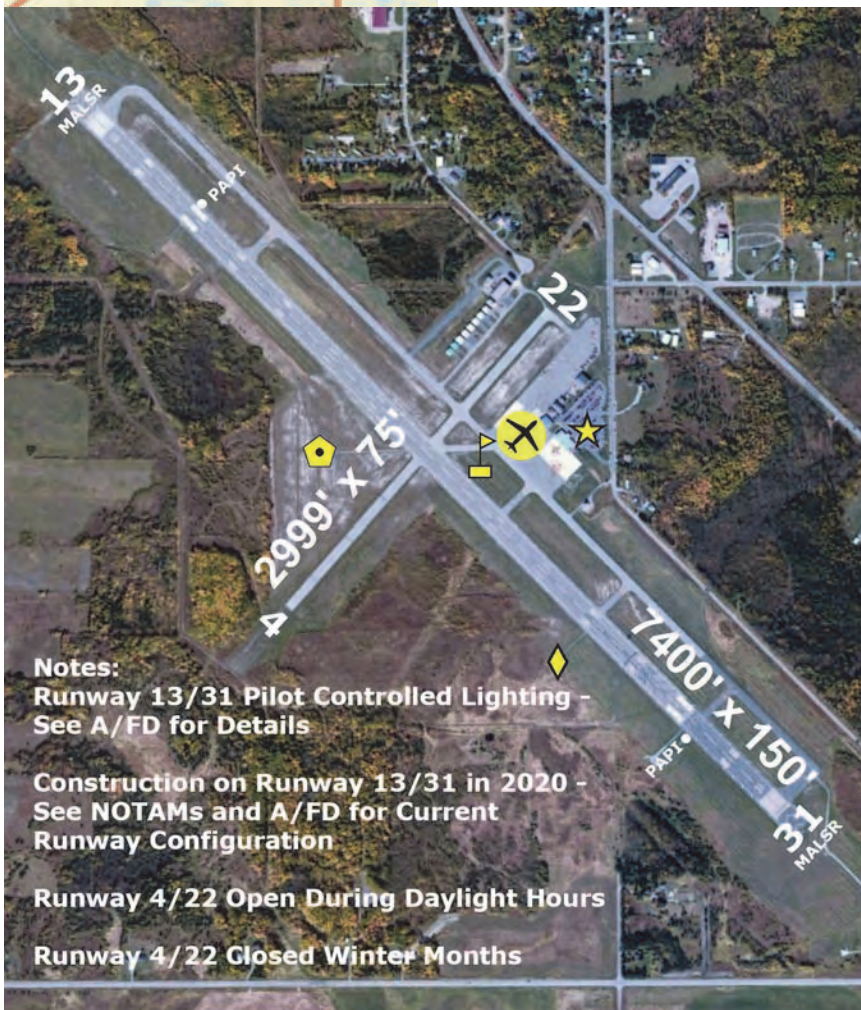 13
MALSR
PAPI
22
2999' x 75'
4
7400' x 150'
PAPI
31
MALSR
Notes:
Runway 13/31 Pilot Controlled Lighting -
See A/FD for Details
Construction on Runway 13/31 in 2020 -
See NOTAMs and A/FD for Current
Runway Configuration
Runway 4/22 Open During Daylight Hours
Runway 4/22 Closed Winter Months